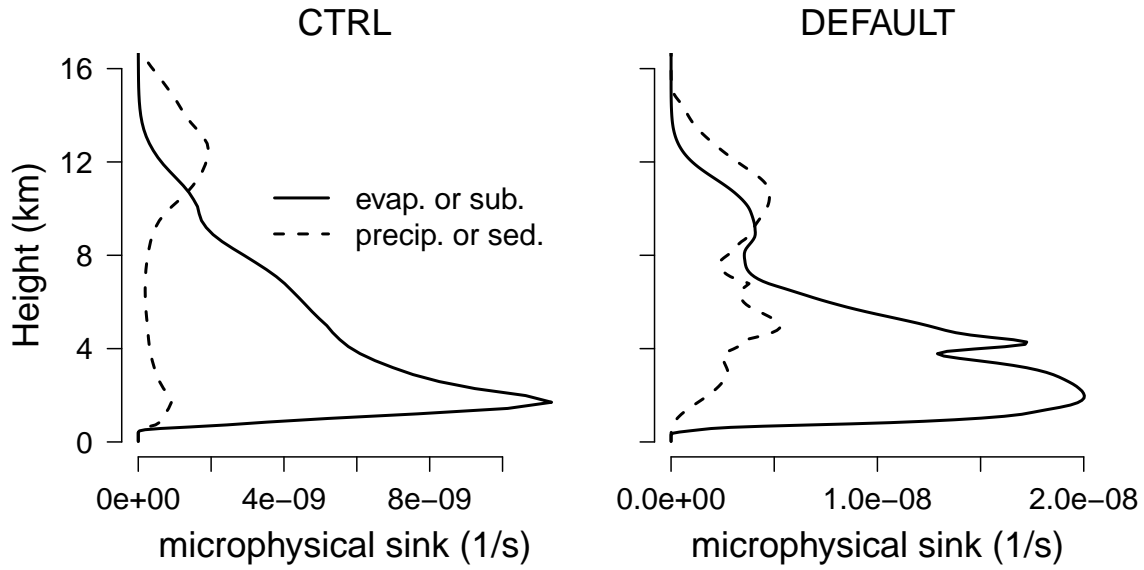 CTRL
DEFAULT
Height (km)
16
12
8
4
0
evap. or sub.
precip. or sed.
0e+00
4e−09
8e−09
0.0e+00
1.0e−08
2.0e−08
microphysical sink (1/s)
microphysical sink (1/s)